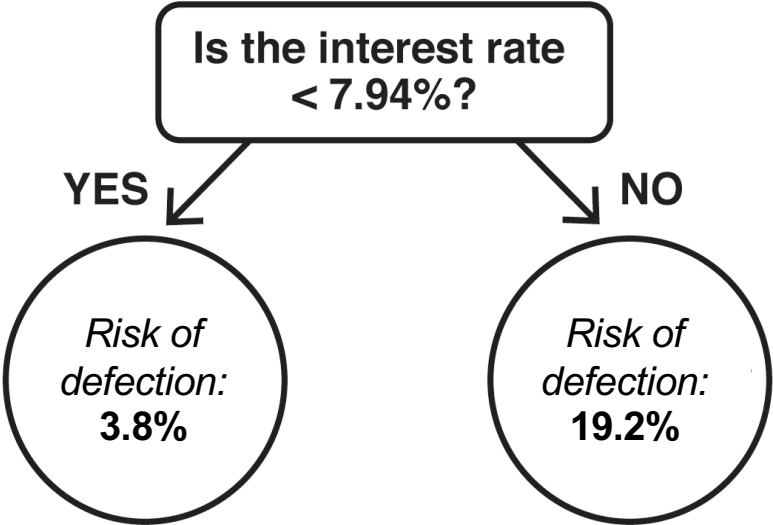 Is the interest rate
< 7.94%?
YES
NO
Risk of
defection:
3.8%
Risk of
defection:
19.2%